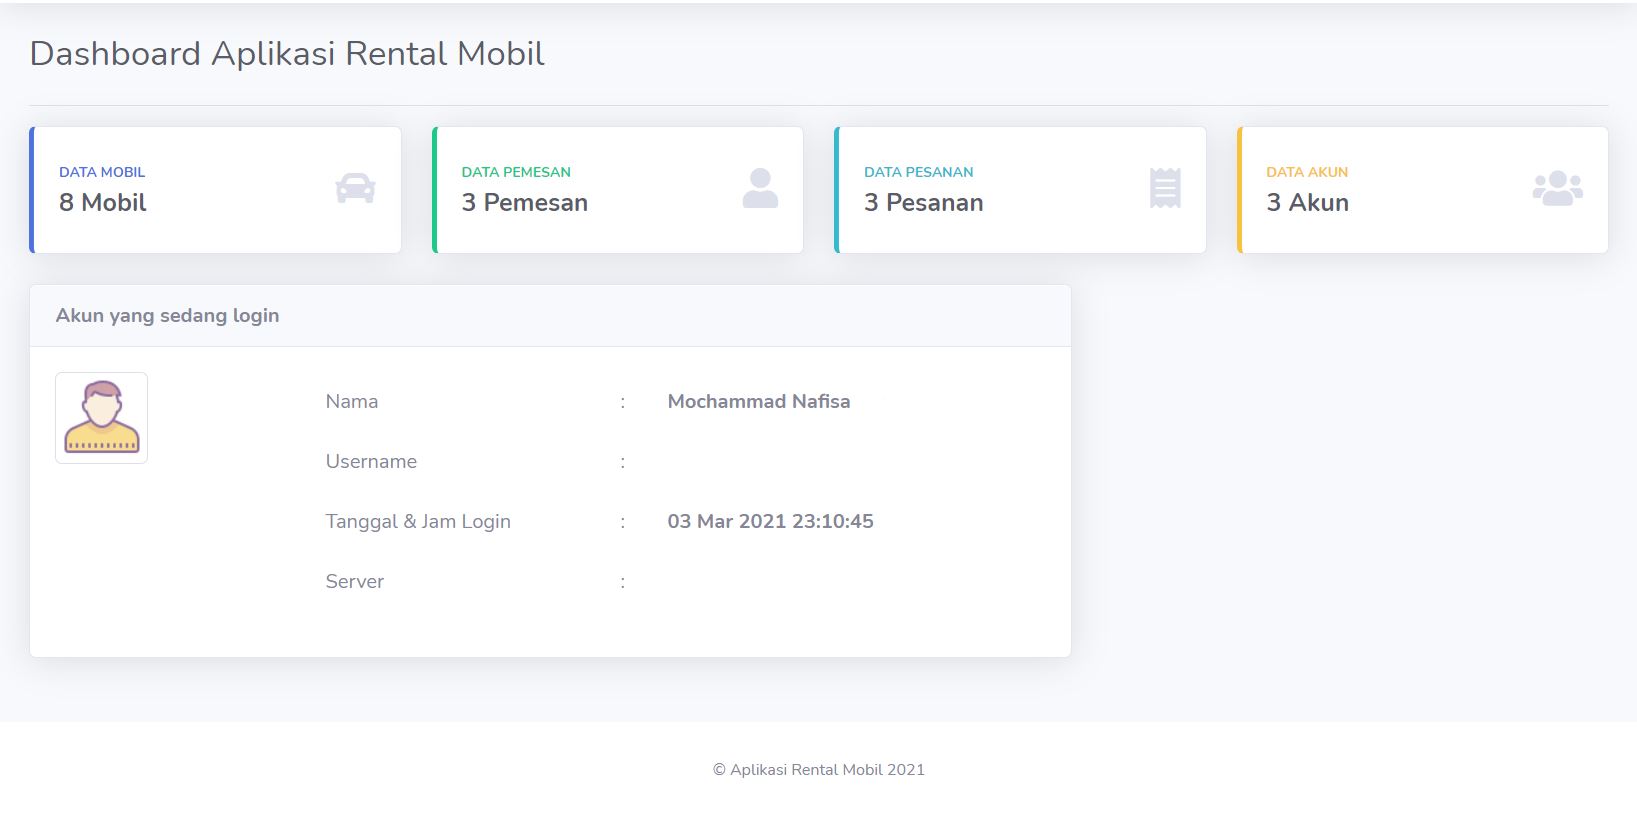 Dashboard Aplikasi Rental Mobil
DATA MOBIL
8 Mobil
DATA PEMESAN
3 Pemesan
DATA PESANAN
3 Pesanan
DATA AKUN
3 Akun
Akun yang sedang login
Nama : Mochammad Nafisa
Username :
Tanggal & Jam Login : 03 Mar 2021 23:10:45
Server :
© Aplikasi Rental Mobil 2021